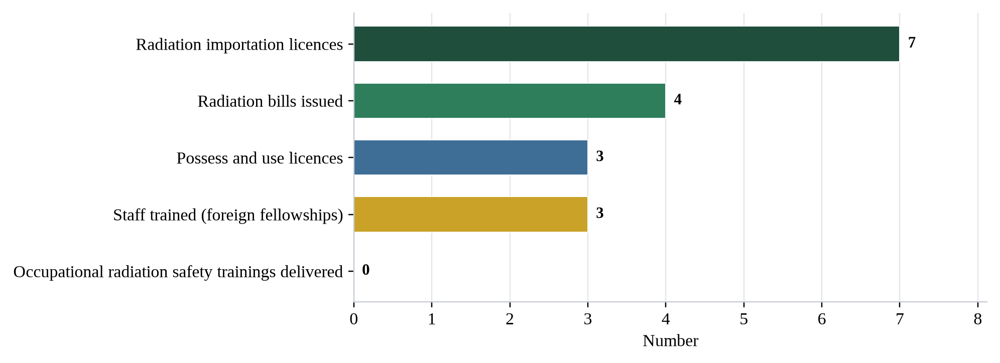 Radiation importation licences 7
Radiation bills issued 4
Possess and use licences 3
Staff trained (foreign fellowships) 3
Occupational radiation safety trainings delivered 0
0 1 2 3 4 5 6 7 8
Number